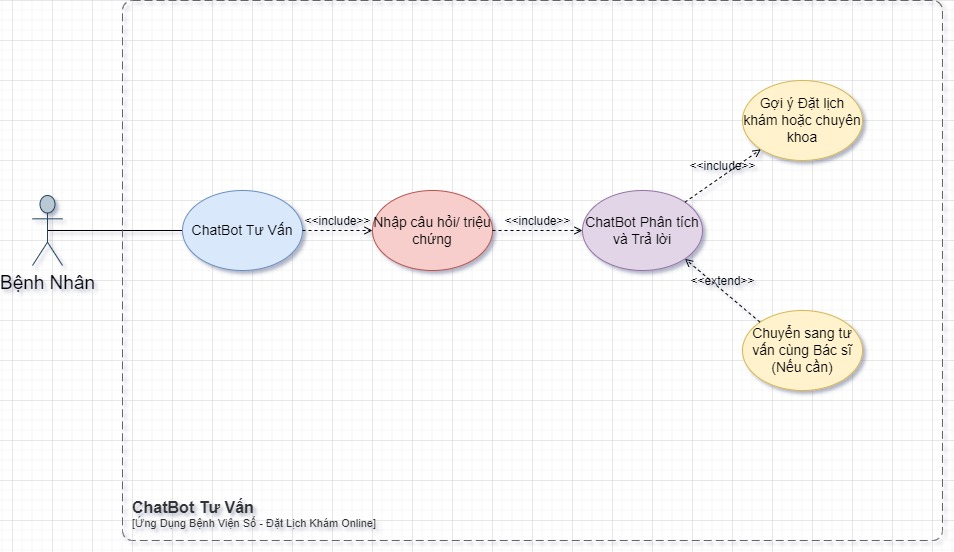 Gợi ý Đặt lịch
khám hoặc chuyên
khoa
<<include>>
ChatBot Tư Vấn
<<include>>
Nhập câu hỏi/ triệu
chứng
<<include>>
ChatBot Phân tích
và Trả lời
Bệnh Nhân
<<extend>>
Chuyển sang tư
vấn cùng Bác sĩ
(Nếu cần)
ChatBot Tư Vấn
[Ứng Dụng Bệnh Viện Số - Đặt Lịch Khám Online]